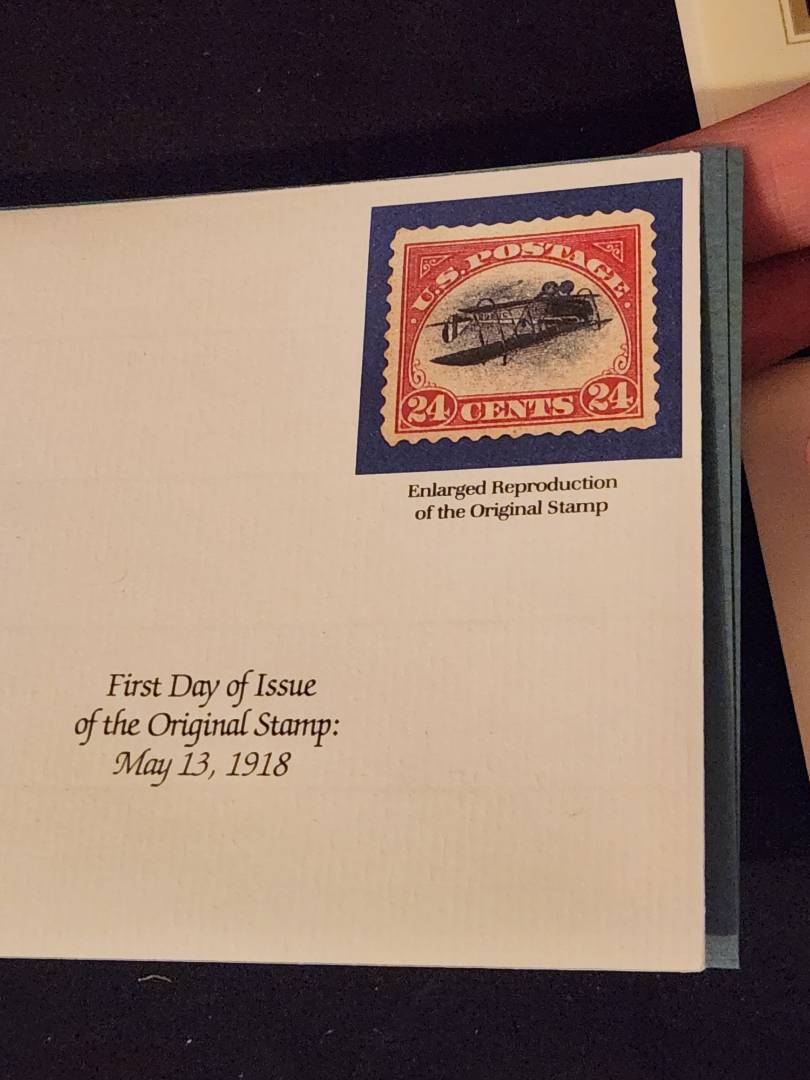 U.S. POSTAGE
24 CENTS 24
Enlarged Reproduction
of the Original Stamp
First Day of Issue
of the Original Stamp:
May 13, 1918